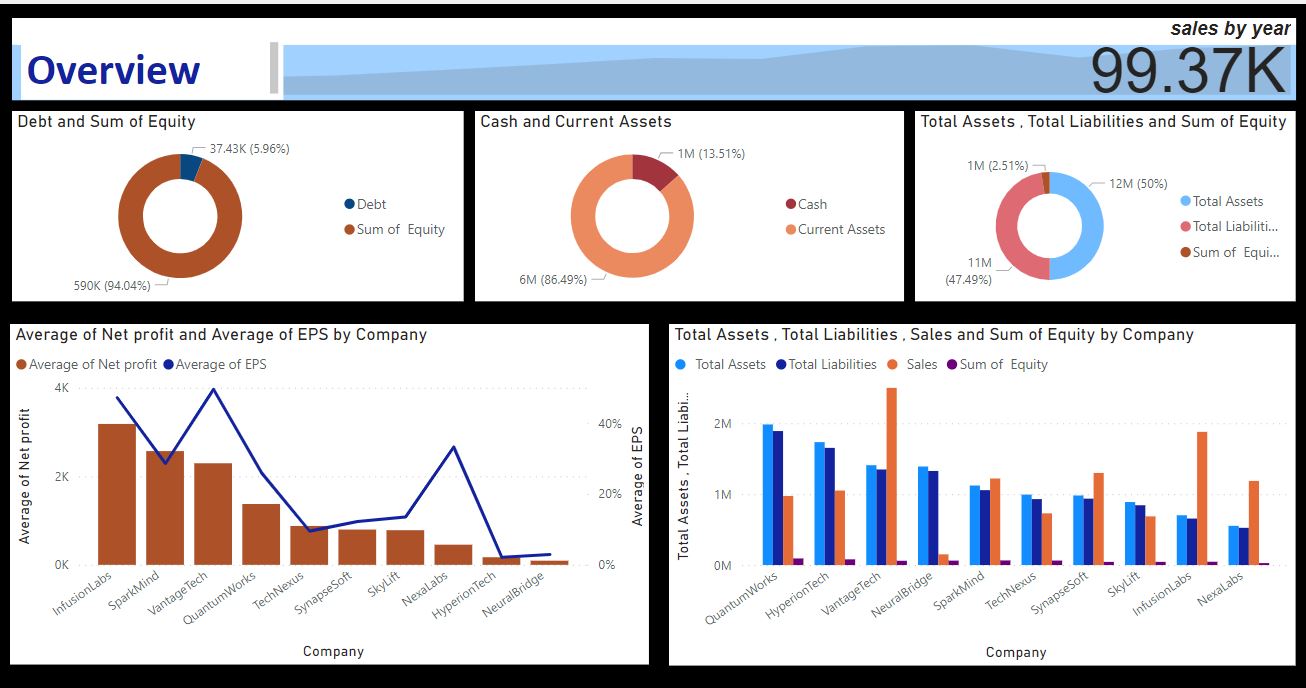 sales by year
Overview
99.37K
Debt and Sum of Equity
37.43K (5.96%)
590K (94.04%)
Debt
Sum of Equity
Cash and Current Assets
1M (13.51%)
6M (86.49%)
Cash
Current Assets
Total Assets , Total Liabilities and Sum of Equity
1M (2.51%)
12M (50%)
11M
(47.49%)
Total Assets
Total Liabiliti...
Sum of Equi...
Average of Net profit and Average of EPS by Company
Average of Net profit Average of EPS
Average of Net profit
4K
2K
0K
40%
20%
0%
Average of EPS
InfusionLabs
SparkMind
VantageTech
QuantumWorks
TechNexus
SynapseSoft
SkyLift
NexaLabs
HyperionTech
NeuralBridge
Company
Total Assets , Total Liabilities , Sales and Sum of Equity by Company
Total Assets Total Liabilities Sales Sum of Equity
Total Assets , Total Liabi...
2M
1M
0M
QuantumWorks
HyperionTech
VantageTech
NeuralBridge
SparkMind
TechNexus
SynapseSoft
SkyLift
InfusionLabs
NexaLabs
Company